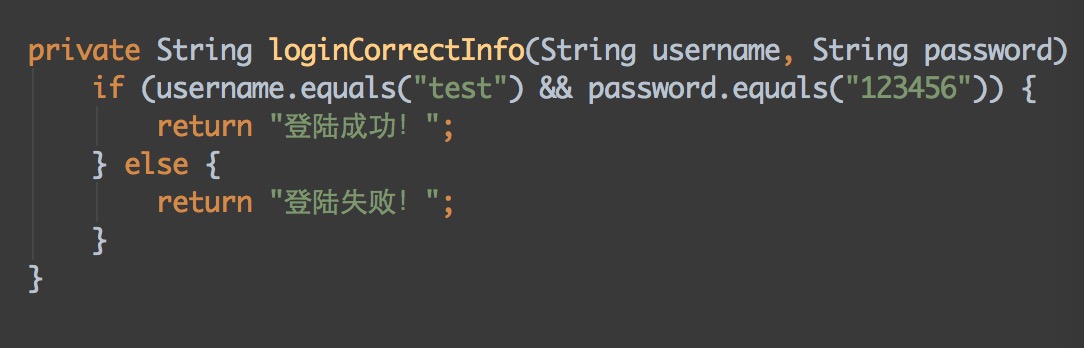 private String loginCorrectInfo(String username, String password)
if (username.equals("test") && password.equals("123456")) {
return "登陆成功！";
} else {
return "登陆失败！";
}
}